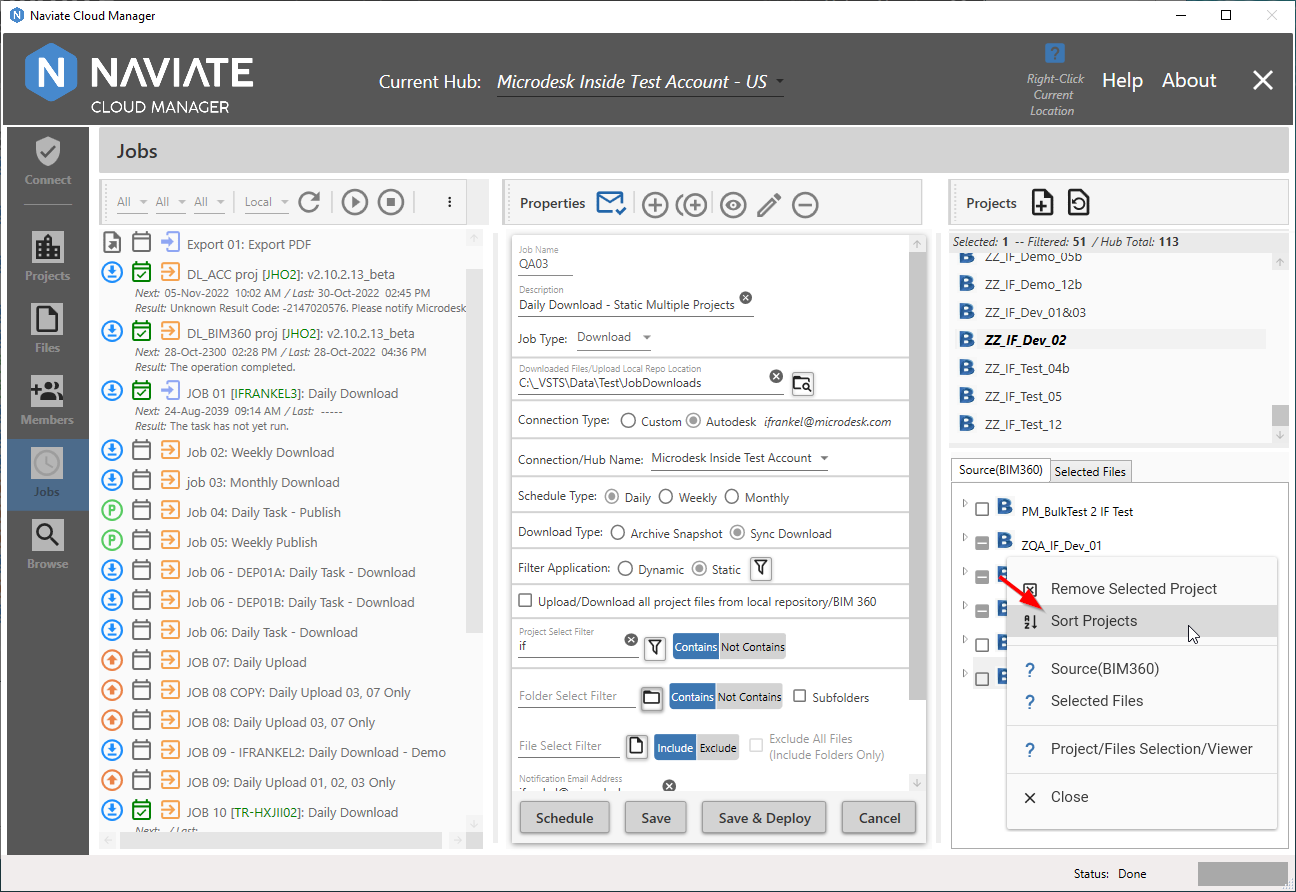 Naviate Cloud Manager
N NAVIATE
CLOUD MANAGER
Current Hub: Microdesk Inside Test Account - US
?
Right-Click
Current
Location
Help About
Connect
Projects
Files
Members
Jobs
Browse
Jobs
All All All Local
Export 01: Export PDF
DL_ACC proj [JHO2]: v2.10.2.13_beta
Next: 05-Nov-2022 10:02 AM / Last: 30-Oct-2022 02:45 PM
Result: Unknown Result Code: -2147020576. Please notify Microdesk
DL_BIM360 proj [JHO2]: v2.10.2.13_beta
Next: 28-Oct-2300 02:28 PM / Last: 28-Oct-2022 04:36 PM
Result: The operation completed.
JOB 01 [IFRANKEL3]: Daily Download
Next: 24-Aug-2039 09:14 AM / Last: -----
Result: The task has not yet run.
Job 02: Weekly Download
job 03: Monthly Download
P Job 04: Daily Task - Publish
P Job 05: Weekly Publish
Job 06 - DEP01A: Daily Task - Download
Job 06 - DEP01B: Daily Task - Download
Job 06: Daily Task - Download
JOB 07: Daily Upload
JOB 08 COPY: Daily Upload 03, 07 Only
JOB 08: Daily Upload 03, 07 Only
JOB 09 - IFRANKEL2: Daily Download - Demo
JOB 09: Daily Upload 01, 02, 03 Only
JOB 10 [TR-HXJII02]: Daily Download
Next: / Last:
Properties
Job Name
QA03
Description
Daily Download - Static Multiple Projects
Job Type: Download
Downloaded Files/Upload Local Repo Location
C:\_VSTS\Data\Test\JobDownloads
Connection Type: Custom Autodesk ifrankel@microdesk.com
Connection/Hub Name: Microdesk Inside Test Account
Schedule Type: Daily Weekly Monthly
Download Type: Archive Snapshot Sync Download
Filter Application: Dynamic Static
Upload/Download all project files from local repository/BIM 360
Project Select Filter
if
Contains Not Contains
Folder Select Filter
Contains Not Contains Subfolders
File Select Filter
Include Exclude
Exclude All Files
(Include Folders Only)
Notification Email Address
Schedule Save Save & Deploy Cancel
Projects
Selected: 1 -- Filtered: 51 / Hub Total: 113
B ZZ_IF_Demo_05b
B ZZ_IF_Demo_12b
B ZZ_IF_Dev_01&03
B ZZ_IF_Dev_02
B ZZ_IF_Test_04b
B ZZ_IF_Test_05
B ZZ_IF_Test_12
Source(BIM360) Selected Files
B PM_BulkTest 2 IF Test
B ZQA_IF_Dev_01
Remove Selected Project
Sort Projects
? Source(BIM360)
? Selected Files
? Project/Files Selection/Viewer
Close
Status: Done